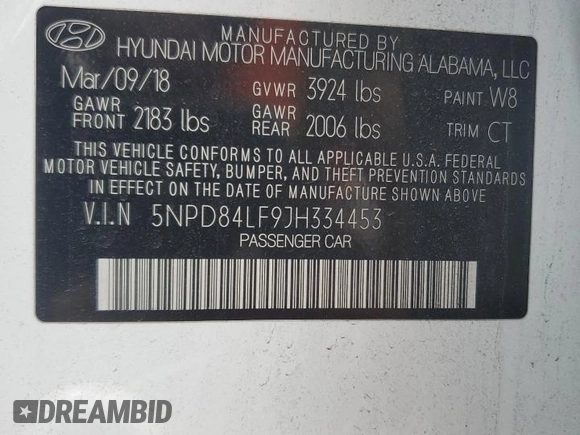 MANUFACTURED BY
HYUNDAI MOTOR MANUFACTURING ALABAMA, LLC
Mar/09/18 GVWR 3924 lbs PAINT W8
GAWR FRONT 2183 lbs GAWR REAR 2006 lbs TRIM CT
THIS VEHICLE CONFORMS TO ALL APPLICABLE U.S.A. FEDERAL
MOTOR VEHICLE SAFETY, BUMPER, AND THEFT PREVENTION STANDARDS
IN EFFECT ON THE DATE OF MANUFACTURE SHOWN ABOVE
V.I.N 5NPD84LF9JH334453
PASSENGER CAR
DREAMBID